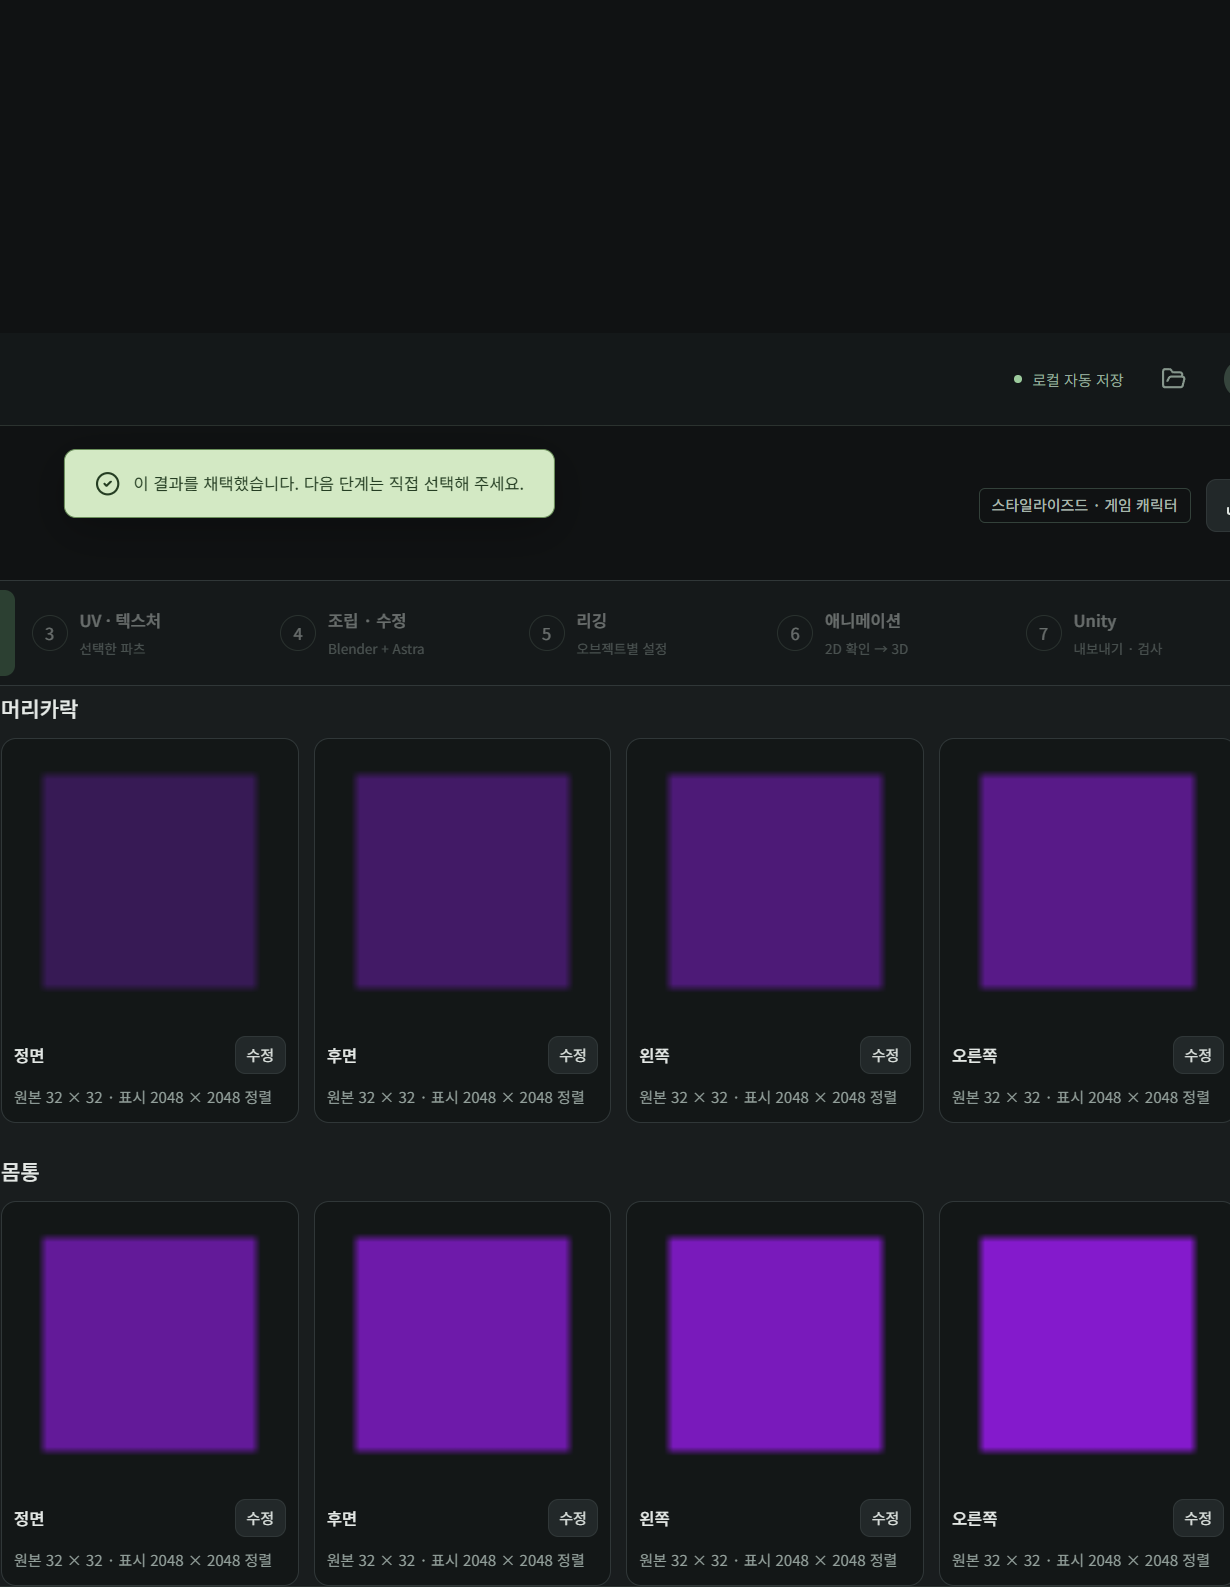 로컬 자동 저장
이 결과를 채택했습니다. 다음 단계는 직접 선택해 주세요.
스타일라이즈드 · 게임 캐릭터
3 UV · 텍스처
선택한 파츠
4 조립 · 수정
Blender + Astra
5 리깅
오브젝트별 설정
6 애니메이션
2D 확인 → 3D
7 Unity
내보내기 · 검사
머리카락
정면 수정
원본 32 × 32 · 표시 2048 × 2048 정렬
후면 수정
원본 32 × 32 · 표시 2048 × 2048 정렬
왼쪽 수정
원본 32 × 32 · 표시 2048 × 2048 정렬
오른쪽 수정
원본 32 × 32 · 표시 2048 × 2048 정렬
몸통
정면 수정
원본 32 × 32 · 표시 2048 × 2048 정렬
후면 수정
원본 32 × 32 · 표시 2048 × 2048 정렬
왼쪽 수정
원본 32 × 32 · 표시 2048 × 2048 정렬
오른쪽 수정
원본 32 × 32 · 표시 2048 × 2048 정렬